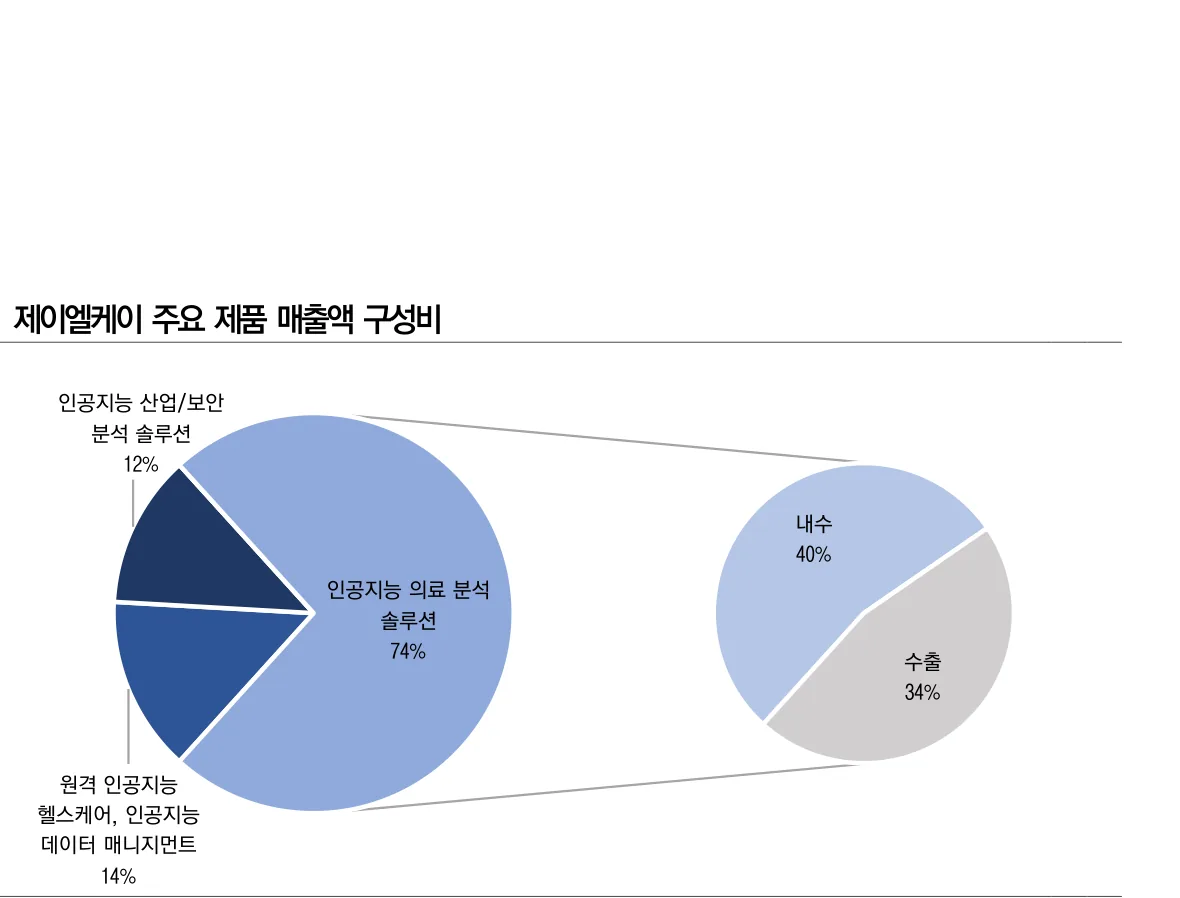 제이엘케이 주요 제품 매출액 구성비
인공지능 산업/보안
분석 솔루션
12%
인공지능 의료 분석
솔루션
74%
원격 인공지능
헬스케어, 인공지능
데이터 매니지먼트
14%
내수
40%
수출
34%